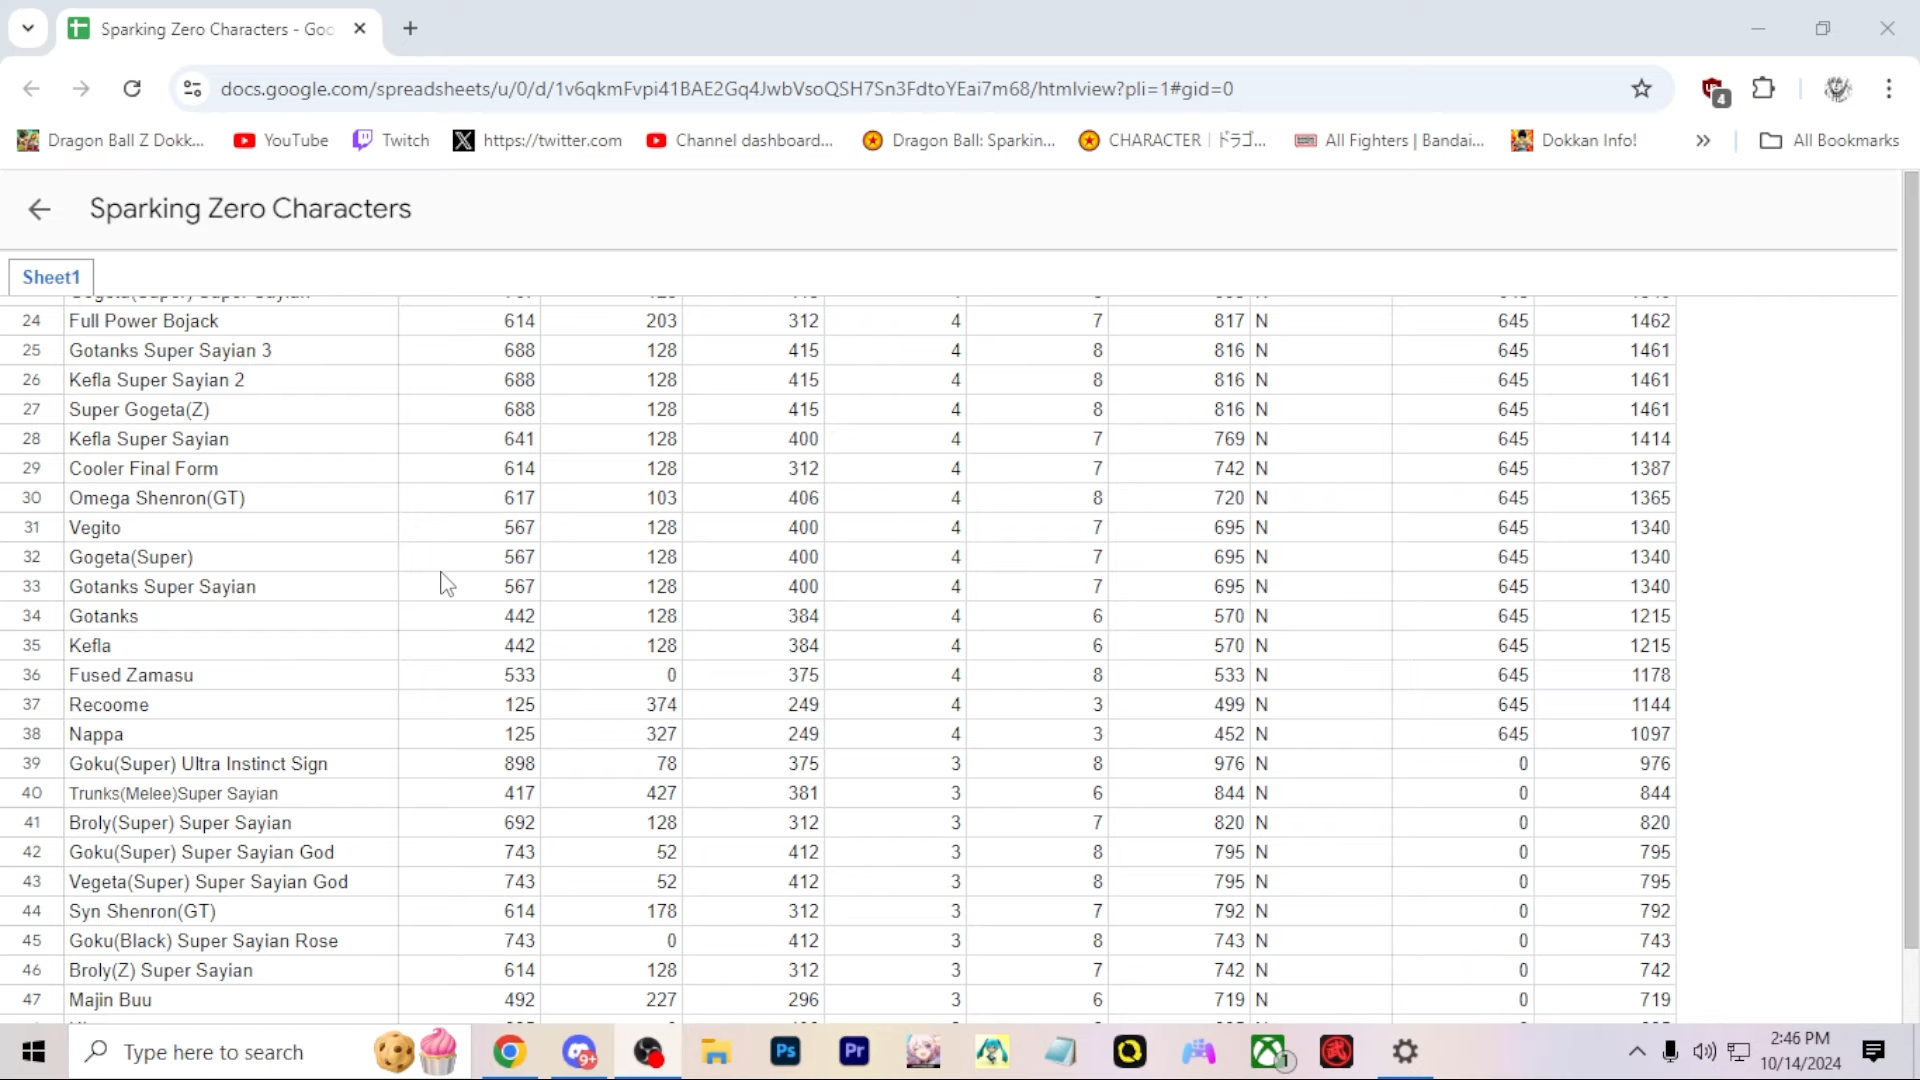 Sparking Zero Characters - Goo
docs.google.com/spreadsheets/u/0/d/1v6qkmFvpi41BAE2Gq4JwbVsoQSH7Sn3FdtoYEai7m68/htmlview?pli=1#gid=0
4
Dragon Ball Z Dokk... YouTube Twitch https://twitter.com Channel dashboard... Dragon Ball: Sparkin... CHARACTER | ドラゴ... All Fighters | Bandai... Dokkan Info! » All Bookmarks
Sparking Zero Characters
Sheet1
24 Full Power Bojack 614 203 312 4 7 817 N 645 1462
25 Gotanks Super Sayian 3 688 128 415 4 8 816 N 645 1461
26 Kefla Super Sayian 2 688 128 415 4 8 816 N 645 1461
27 Super Gogeta(Z) 688 128 415 4 8 816 N 645 1461
28 Kefla Super Sayian 641 128 400 4 7 769 N 645 1414
29 Cooler Final Form 614 128 312 4 7 742 N 645 1387
30 Omega Shenron(GT) 617 103 406 4 8 720 N 645 1365
31 Vegito 567 128 400 4 7 695 N 645 1340
32 Gogeta(Super) 567 128 400 4 7 695 N 645 1340
33 Gotanks Super Sayian 567 128 400 4 7 695 N 645 1340
34 Gotanks 442 128 384 4 6 570 N 645 1215
35 Kefla 442 128 384 4 6 570 N 645 1215
36 Fused Zamasu 533 0 375 4 8 533 N 645 1178
37 Recoome 125 374 249 4 3 499 N 645 1144
38 Nappa 125 327 249 4 3 452 N 645 1097
39 Goku(Super) Ultra Instinct Sign 898 78 375 3 8 976 N 0 976
40 Trunks(Melee)Super Sayian 417 427 381 3 6 844 N 0 844
41 Broly(Super) Super Sayian 692 128 312 3 7 820 N 0 820
42 Goku(Super) Super Sayian God 743 52 412 3 8 795 N 0 795
43 Vegeta(Super) Super Sayian God 743 52 412 3 8 795 N 0 795
44 Syn Shenron(GT) 614 178 312 3 7 792 N 0 792
45 Goku(Black) Super Sayian Rose 743 0 412 3 8 743 N 0 743
46 Broly(Z) Super Sayian 614 128 312 3 7 742 N 0 742
47 Majin Buu 492 227 296 3 6 719 N 0 719
Type here to search 9+ Ps Pr 1 2:46 PM
10/14/2024